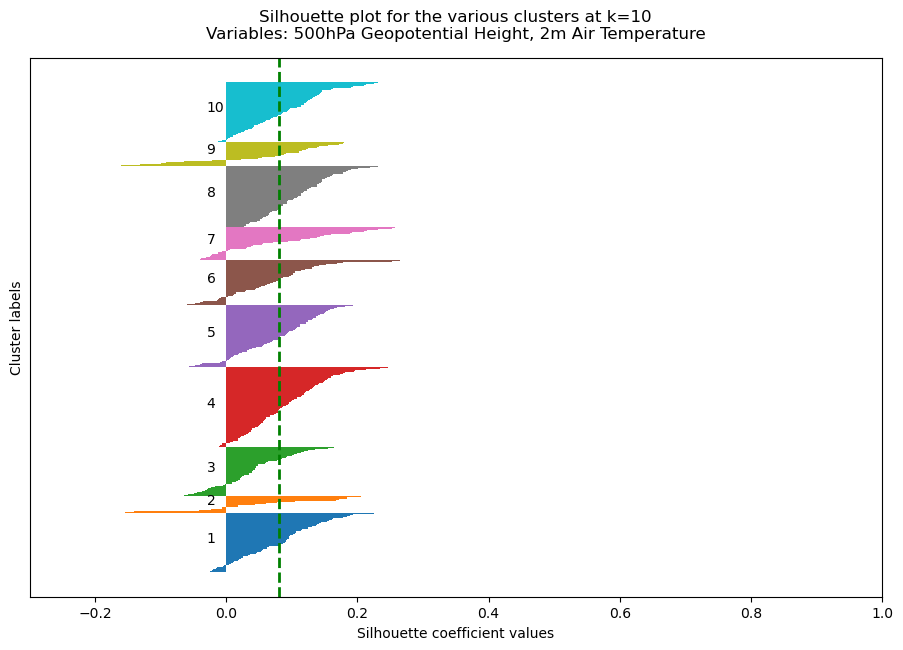 Silhouette plot for the various clusters at k=10
Variables: 500hPa Geopotential Height, 2m Air Temperature
Cluster labels
10
9
8
7
6
5
4
3
2
1
−0.2 0.0 0.2 0.4 0.6 0.8 1.0
Silhouette coefficient values